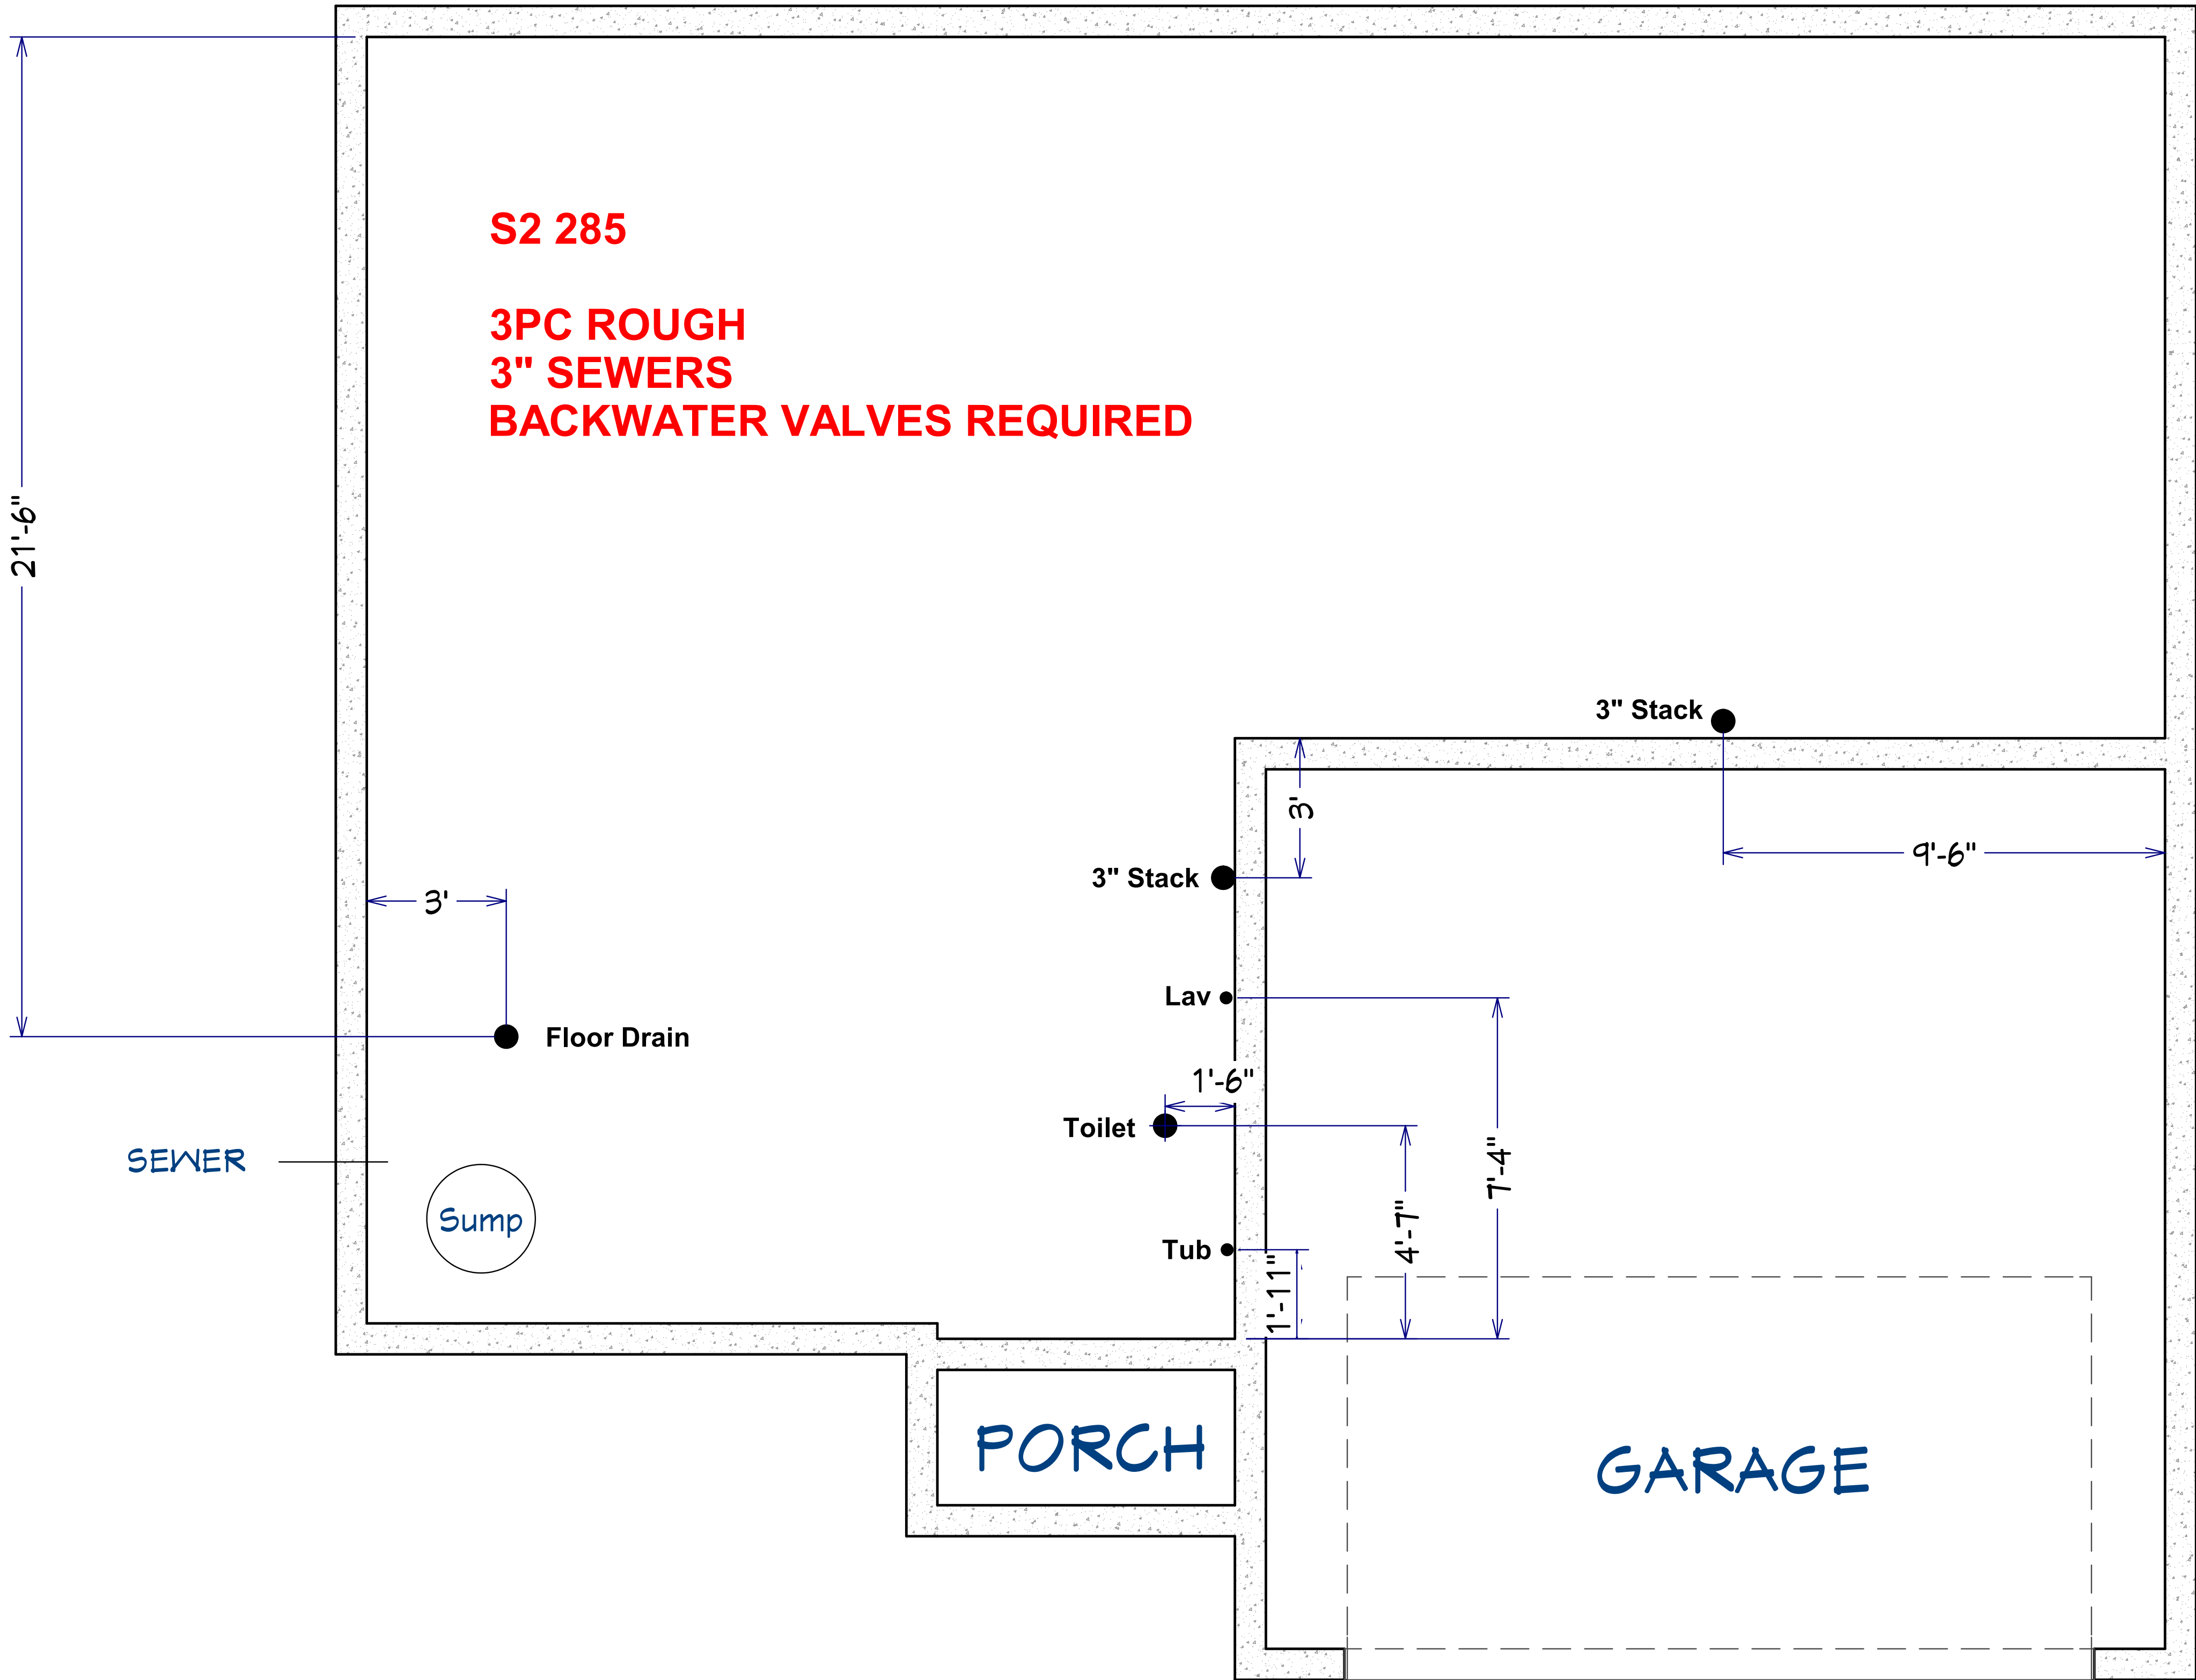 S2 285
3PC ROUGH
3" SEWERS
BACKWATER VALVES REQUIRED
21'-6"
3" Stack
3'
9'-6"
3" Stack
3'
Lav
Floor Drain
1'-6"
Toilet
SEWER
7'-4"
Sump
4'-7"
Tub
1'-11"
PORCH
GARAGE